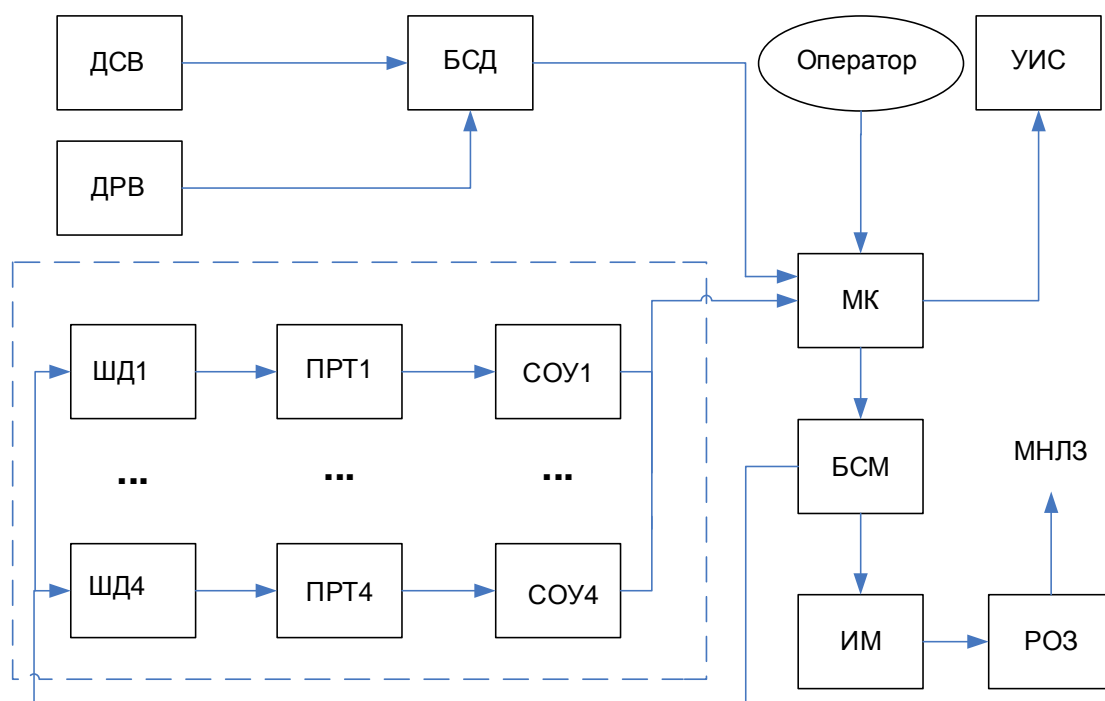 ДСВ
БСД
Оператор
УИС
ДРВ
МК
ШД1
ПРТ1
СОУ1
...
...
...
БСМ
МНЛЗ
ШД4
ПРТ4
СОУ4
ИМ
РОЗ